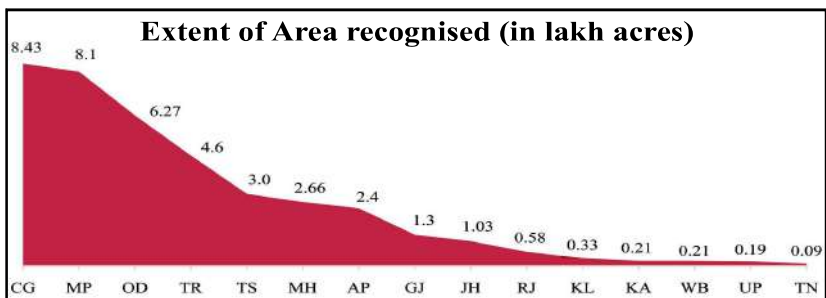 Extent of Area recognised (in lakh acres)
8.43 8.1 6.27 4.6 3.0 2.66 2.4 1.3 1.03 0.58 0.33 0.21 0.21 0.19 0.09
CG MP OD TR TS MH AP GJ JH RJ KL KA WB UP TN